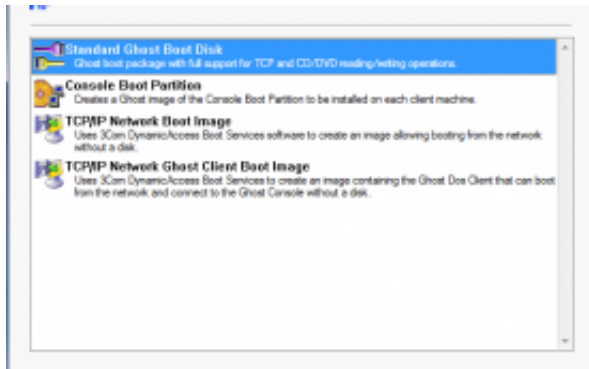 Standard Ghost Boot Disk
Ghost boot package with full support for TCP and CD/DVD reading/writing operations.
Console Boot Partition
Creates a Ghost image of the Console Boot Partition to be installed on each client machine.
TCP/IP Network Boot Image
Uses 3Com DynamicAccess Boot Services software to create an image allowing booting from the network
without a disk.
TCP/IP Network Ghost Client Boot Image
Uses 3Com DynamicAccess Boot Services to create an image containing the Ghost Dos Client that can boot
from the network and connect to the Ghost Console without a disk.